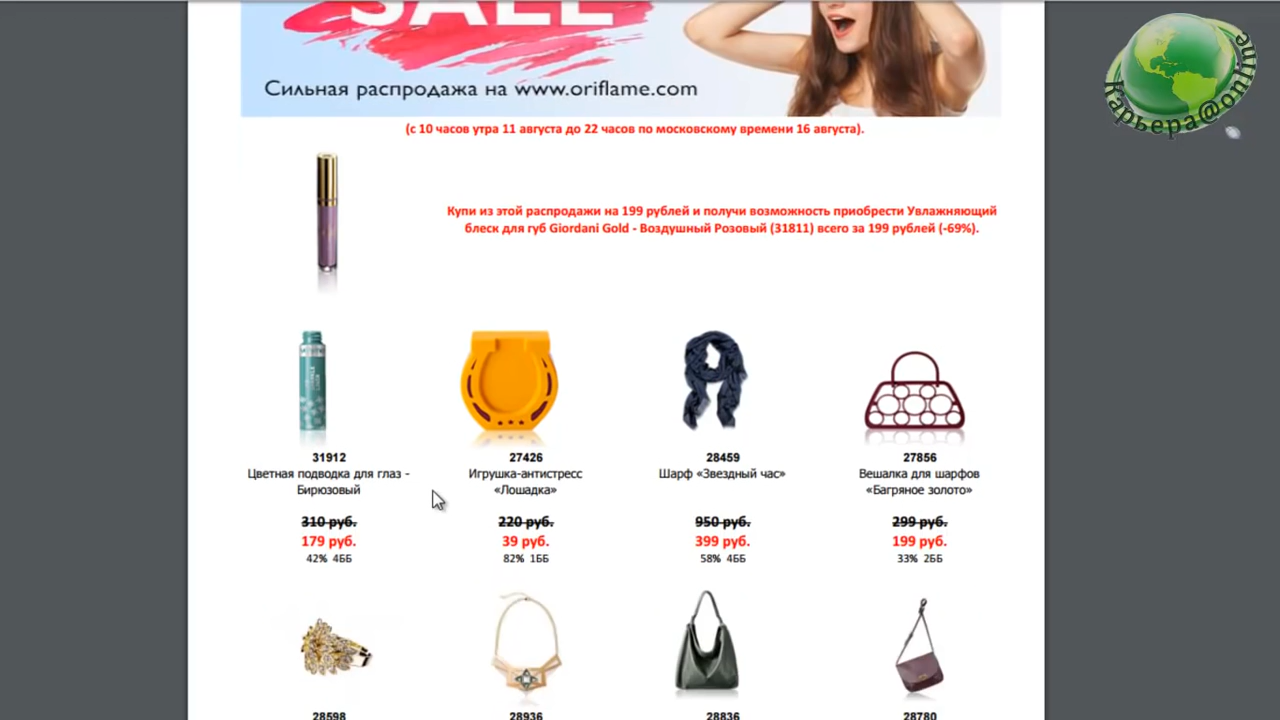 SALE
Карьера@online
Сильная распродажа на www.oriflame.com
(с 10 часов утра 11 августа до 22 часов по московскому времени 16 августа).
Купи из этой распродажи на 199 рублей и получи возможность приобрести Увлажняющий
блеск для губ Giordani Gold - Воздушный Розовый (31811) всего за 199 рублей (-69%).
31912
Цветная подводка для глаз -
Бирюзовый
310 руб.
179 руб.
42% 4ББ
27426
Игрушка-антистресс
«Лошадка»
220 руб.
39 руб.
82% 1ББ
28459
Шарф «Звездный час»
950 руб.
399 руб.
58% 4ББ
27856
Вешалка для шарфов
«Багряное золото»
299 руб.
199 руб.
33% 2ББ
28598
28936
28836
28780